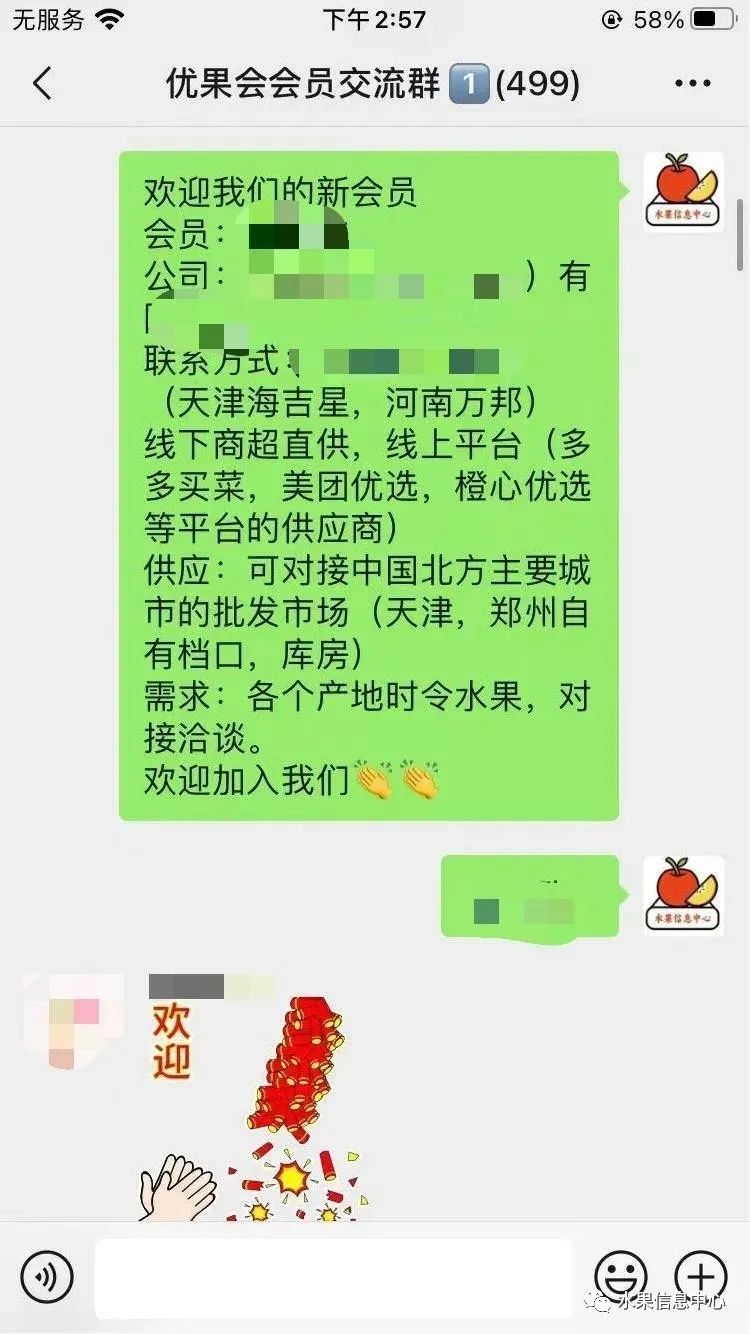 无服务 下午2:57 58%
优果会会员交流群1️⃣(499)
欢迎我们的新会员
水果信息中心
会员：
公司： ）有
联系方式：
（天津海吉星，河南万邦）
线下商超直供，线上平台（多
多买菜，美团优选，橙心优选
等平台的供应商）
供应：可对接中国北方主要城
市的批发市场（天津，郑州自
有档口，库房）
需求：各个产地时令水果，对
接洽谈。
欢迎加入我们👏👏
水果信息中心
欢
迎
水果信息中心